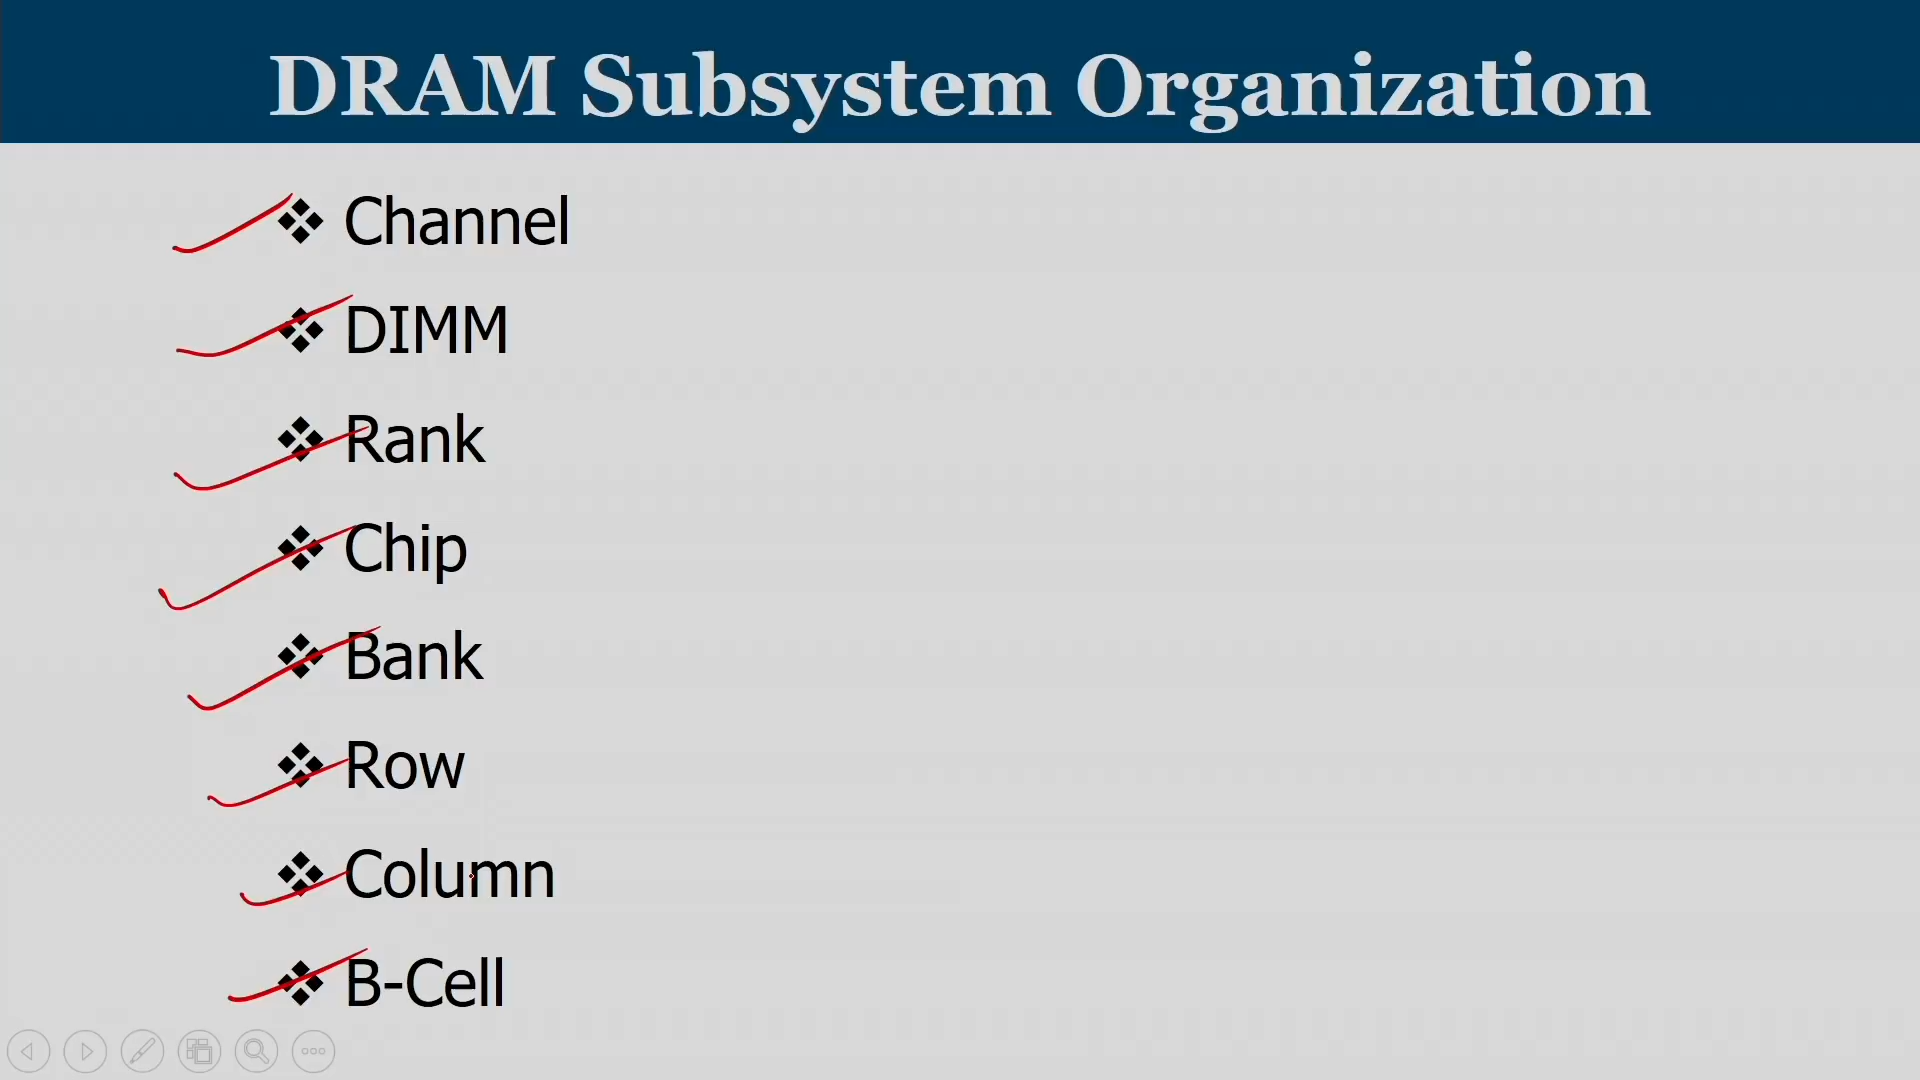 DRAM Subsystem Organization
❖ Channel
❖ DIMM
❖ Rank
❖ Chip
❖ Bank
❖ Row
❖ Column
❖ B-Cell